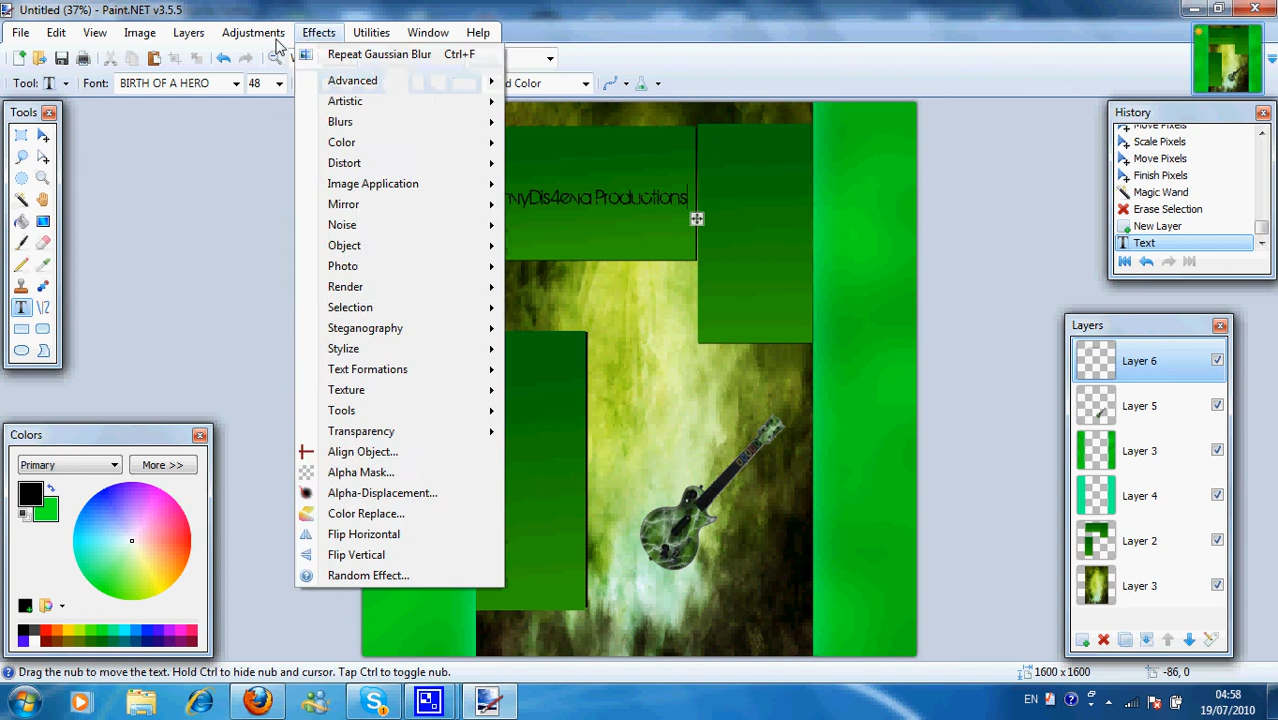 Untitled (37%) - Paint.NET v3.5.5
File Edit View Image Layers Adjustments Effects Utilities Window Help
Tool: T Font: BIRTH OF A HERO 48
d Color
Repeat Gaussian Blur Ctrl+F
Advanced
Artistic
Blurs
Color
Distort
Image Application
Mirror
Noise
Object
Photo
Render
Selection
Steganography
Stylize
Text Formations
Texture
Tools
Transparency
Align Object...
Alpha Mask...
Alpha-Displacement...
Color Replace...
Flip Horizontal
Flip Vertical
Random Effect...
Tools
Colors
Primary
More >>
Dis4eva Productions
History
Move Pixels
Scale Pixels
Move Pixels
Finish Pixels
Magic Wand
Erase Selection
New Layer
Text
Layers
Layer 6
Layer 5
Layer 3
Layer 4
Layer 2
Layer 3
Drag the nub to move the text. Hold Ctrl to hide nub and cursor. Tap Ctrl to toggle nub.
1600 x 1600
-86, 0
EN
04:58
19/07/2010